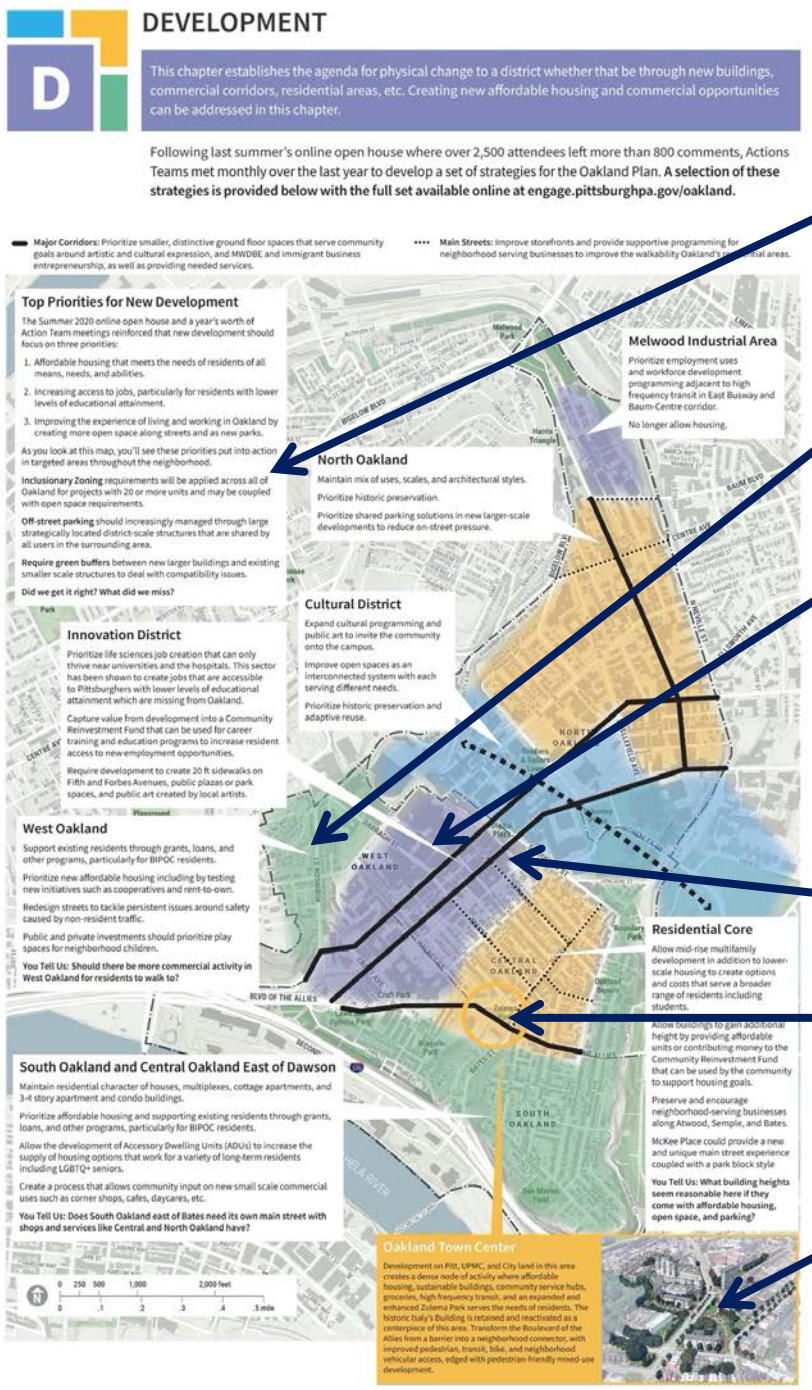 DEVELOPMENT
D
This chapter establishes the agenda for physical change to a district whether that be through new buildings,
commercial corridors, residential areas, etc. Creating new affordable housing and commercial opportunities
can be addressed in this chapter.
Following last summer's online open house where over 2,500 attendees left more than 800 comments, Actions
Teams met monthly over the last year to develop a set of strategies for the Oakland Plan. A selection of these
strategies is provided below with the full set available online at engage.pittsburghpa.gov/oakland.
Major Corridors: Prioritize smaller, distinctive ground floor spaces that serve community
goals around artistic and cultural expression, and MWDBE and immigrant business
entrepreneurship, as well as providing needed services.
Main Streets: Improve storefronts and provide supportive programming for
neighborhood serving businesses to improve the walkability Oakland's residential areas.
Top Priorities for New Development
The Summer 2020 online open house and a year's worth of
Action Team meetings reinforced that new development should
focus on three priorities:
1. Affordable housing that meets the needs of residents of all
means, needs, and abilities.
2. Increasing access to jobs, particularly for residents with lower
levels of educational attainment.
3. Improving the experience of living and working in Oakland by
creating more open space along streets and as new parks.
As you look at this map, you'll see these priorities put into action
in targeted areas throughout the neighborhood.
Inclusionary Zoning requirements will be applied across all of
Oakland for projects with 20 or more units and may be coupled
with open space requirements.
Off-street parking should increasingly managed through large
strategically located district-scale structures that are shared by
all users in the surrounding area.
Require green buffers between new larger buildings and existing
smaller scale structures to deal with compatibility issues.
Did we get it right? What did we miss?
Melwood
Park
BIGELOW BLVD
Harris
Triangle
Melwood Industrial Area
Prioritize employment uses
and workforce development
programming adjacent to high
frequency transit in East Busway and
Baum-Centre corridor.
No longer allow housing.
BAUM BLVD
CENTRE AVE
BIGELOW BLVD
N NEVILLE ST
ELLSWORTH AVE
North Oakland
Maintain mix of uses, scales, and architectural styles.
Prioritize historic preservation.
Prioritize shared parking solutions in new larger-scale
developments to reduce on-street pressure.
Park
Cultural District
Expand cultural programming and
public art to invite the community
onto the campus.
Improve open spaces as an
interconnected system with each
serving different needs.
Prioritize historic preservation and
adaptive reuse.
Innovation District
Prioritize life sciences job creation that can only
thrive near universities and the hospitals. This sector
has been shown to create jobs that are accessible
to Pittsburghers with lower levels of educational
attainment which are missing from Oakland.
Capture value from development into a Community
Reinvestment Fund that can be used for career
training and education programs to increase resident
access to new employment opportunities.
Require development to create 20 ft sidewalks on
Fifth and Forbes Avenues, public plazas or park
spaces, and public art created by local artists.
CENTRE AVE
NORTH
OAKLAND
Soldiers
& Sailors
Playground
West Oakland
Support existing residents through grants, loans, and
other programs, particularly for BIPOC residents.
Prioritize new affordable housing including by testing
new initiatives such as cooperatives and rent-to-own.
Redesign streets to tackle persistent issues around safety
caused by non-resident traffic.
Public and private investments should prioritize play
spaces for neighborhood children.
You Tell Us: Should there be more commercial activity in
West Oakland for residents to walk to?
ROBINSON ST
WEST
OAKLAND
CENTRAL
OAKLAND
Boundary
Park
BLVD OF THE ALLIES
BATES ST
SOUTH
OAKLAND
Residential Core
Allow mid-rise multifamily
development in addition to lower-
scale housing to create options
and costs that serve a broader
range of residents including
students.
Allow buildings to gain additional
height by providing affordable
units or contributing money to the
Community Reinvestment Fund
that can be used by the community
to support housing goals.
Preserve and encourage
neighborhood-serving businesses
along Atwood, Semple, and Bates.
McKee Place could provide a new
and unique main street experience
coupled with a park block style
You Tell Us: What building heights
seem reasonable here if they
come with affordable housing,
open space, and parking?
South Oakland and Central Oakland East of Dawson
Maintain residential character of houses, multiplexes, cottage apartments, and
3-4 story apartment and condo buildings.
Prioritize affordable housing and supporting existing residents through grants,
loans, and other programs, particularly for BIPOC residents.
Allow the development of Accessory Dwelling Units (ADUs) to increase the
supply of housing options that work for a variety of long-term residents
including LGBTQ+ seniors.
Create a process that allows community input on new small scale commercial
uses such as corner shops, cafes, daycares, etc.
You Tell Us: Does South Oakland east of Bates need its own main street with
shops and services like Central and North Oakland have?
N
0 250 500 1,000 2,000 feet
0 .1 .2 .3 .4 .5 mile
Oakland Town Center
Development on Pitt, UPMC, and City land in this area
creates a dense node of activity where affordable
housing, sustainable buildings, community service hubs,
groceries, high frequency transit, and an expanded and
enhanced Zulema Park serves the needs of residents. The
historic Isaly's Building is retained and reactivated as a
centerpiece of this area. Transform the Boulevard of the
Allies from a barrier into a neighborhood connector, with
improved pedestrian, transit, bike, and neighborhood
vehicular access, edged with pedestrian-friendly mixed-use
development.